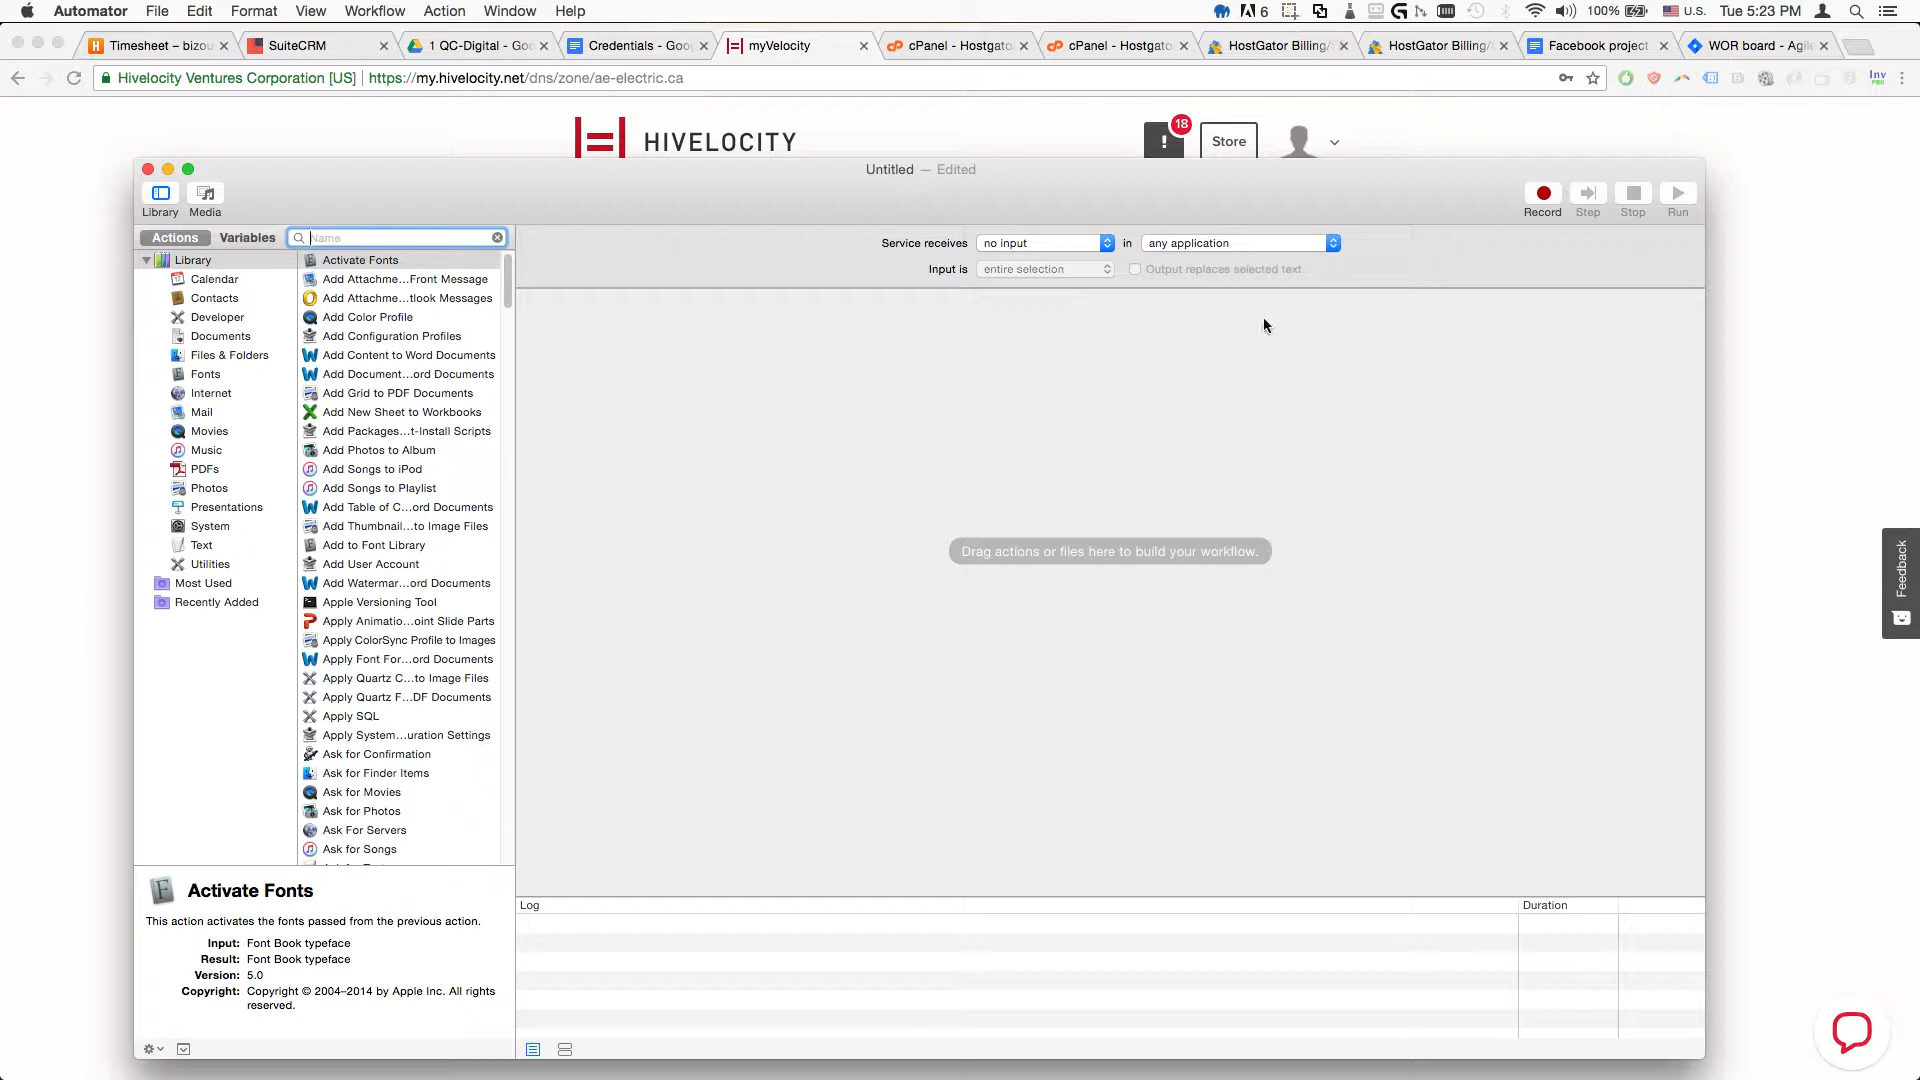 Automator File Edit Format View Workflow Action Window Help 6 100% U.S. Tue 5:23 PM
Timesheet – bizou SuiteCRM 1 QC-Digital - Goo Credentials - Goog myVelocity cPanel - Hostgato cPanel - Hostgato HostGator Billing/ HostGator Billing/ Facebook project WOR board - Agile
Hivelocity Ventures Corporation [US] https://my.hivelocity.net/dns/zone/ae-electric.ca Inv
HIVELOCITY ! 18 Store
Untitled — Edited
Library Media Record Step Stop Run
Actions Variables Name
Service receives no input in any application
Input is entire selection Output replaces selected text
Library
Calendar
Contacts
Developer
Documents
Files & Folders
Fonts
Internet
Mail
Movies
Music
PDFs
Photos
Presentations
System
Text
Utilities
Most Used
Recently Added
Activate Fonts
Add Attachme...Front Message
Add Attachme...tlook Messages
Add Color Profile
Add Configuration Profiles
Add Content to Word Documents
Add Document...ord Documents
Add Grid to PDF Documents
Add New Sheet to Workbooks
Add Packages...t-Install Scripts
Add Photos to Album
Add Songs to iPod
Add Songs to Playlist
Add Table of C...ord Documents
Add Thumbnail...to Image Files
Add to Font Library
Add User Account
Add Watermar...ord Documents
Apple Versioning Tool
Apply Animatio...oint Slide Parts
Apply ColorSync Profile to Images
Apply Font For...ord Documents
Apply Quartz C...to Image Files
Apply Quartz F...DF Documents
Apply SQL
Apply System...uration Settings
Ask for Confirmation
Ask for Finder Items
Ask for Movies
Ask for Photos
Ask For Servers
Ask for Songs
Drag actions or files here to build your workflow.
Feedback
Activate Fonts
This action activates the fonts passed from the previous action.
Input: Font Book typeface
Result: Font Book typeface
Version: 5.0
Copyright: Copyright © 2004–2014 by Apple Inc. All rights
reserved.
Log Duration